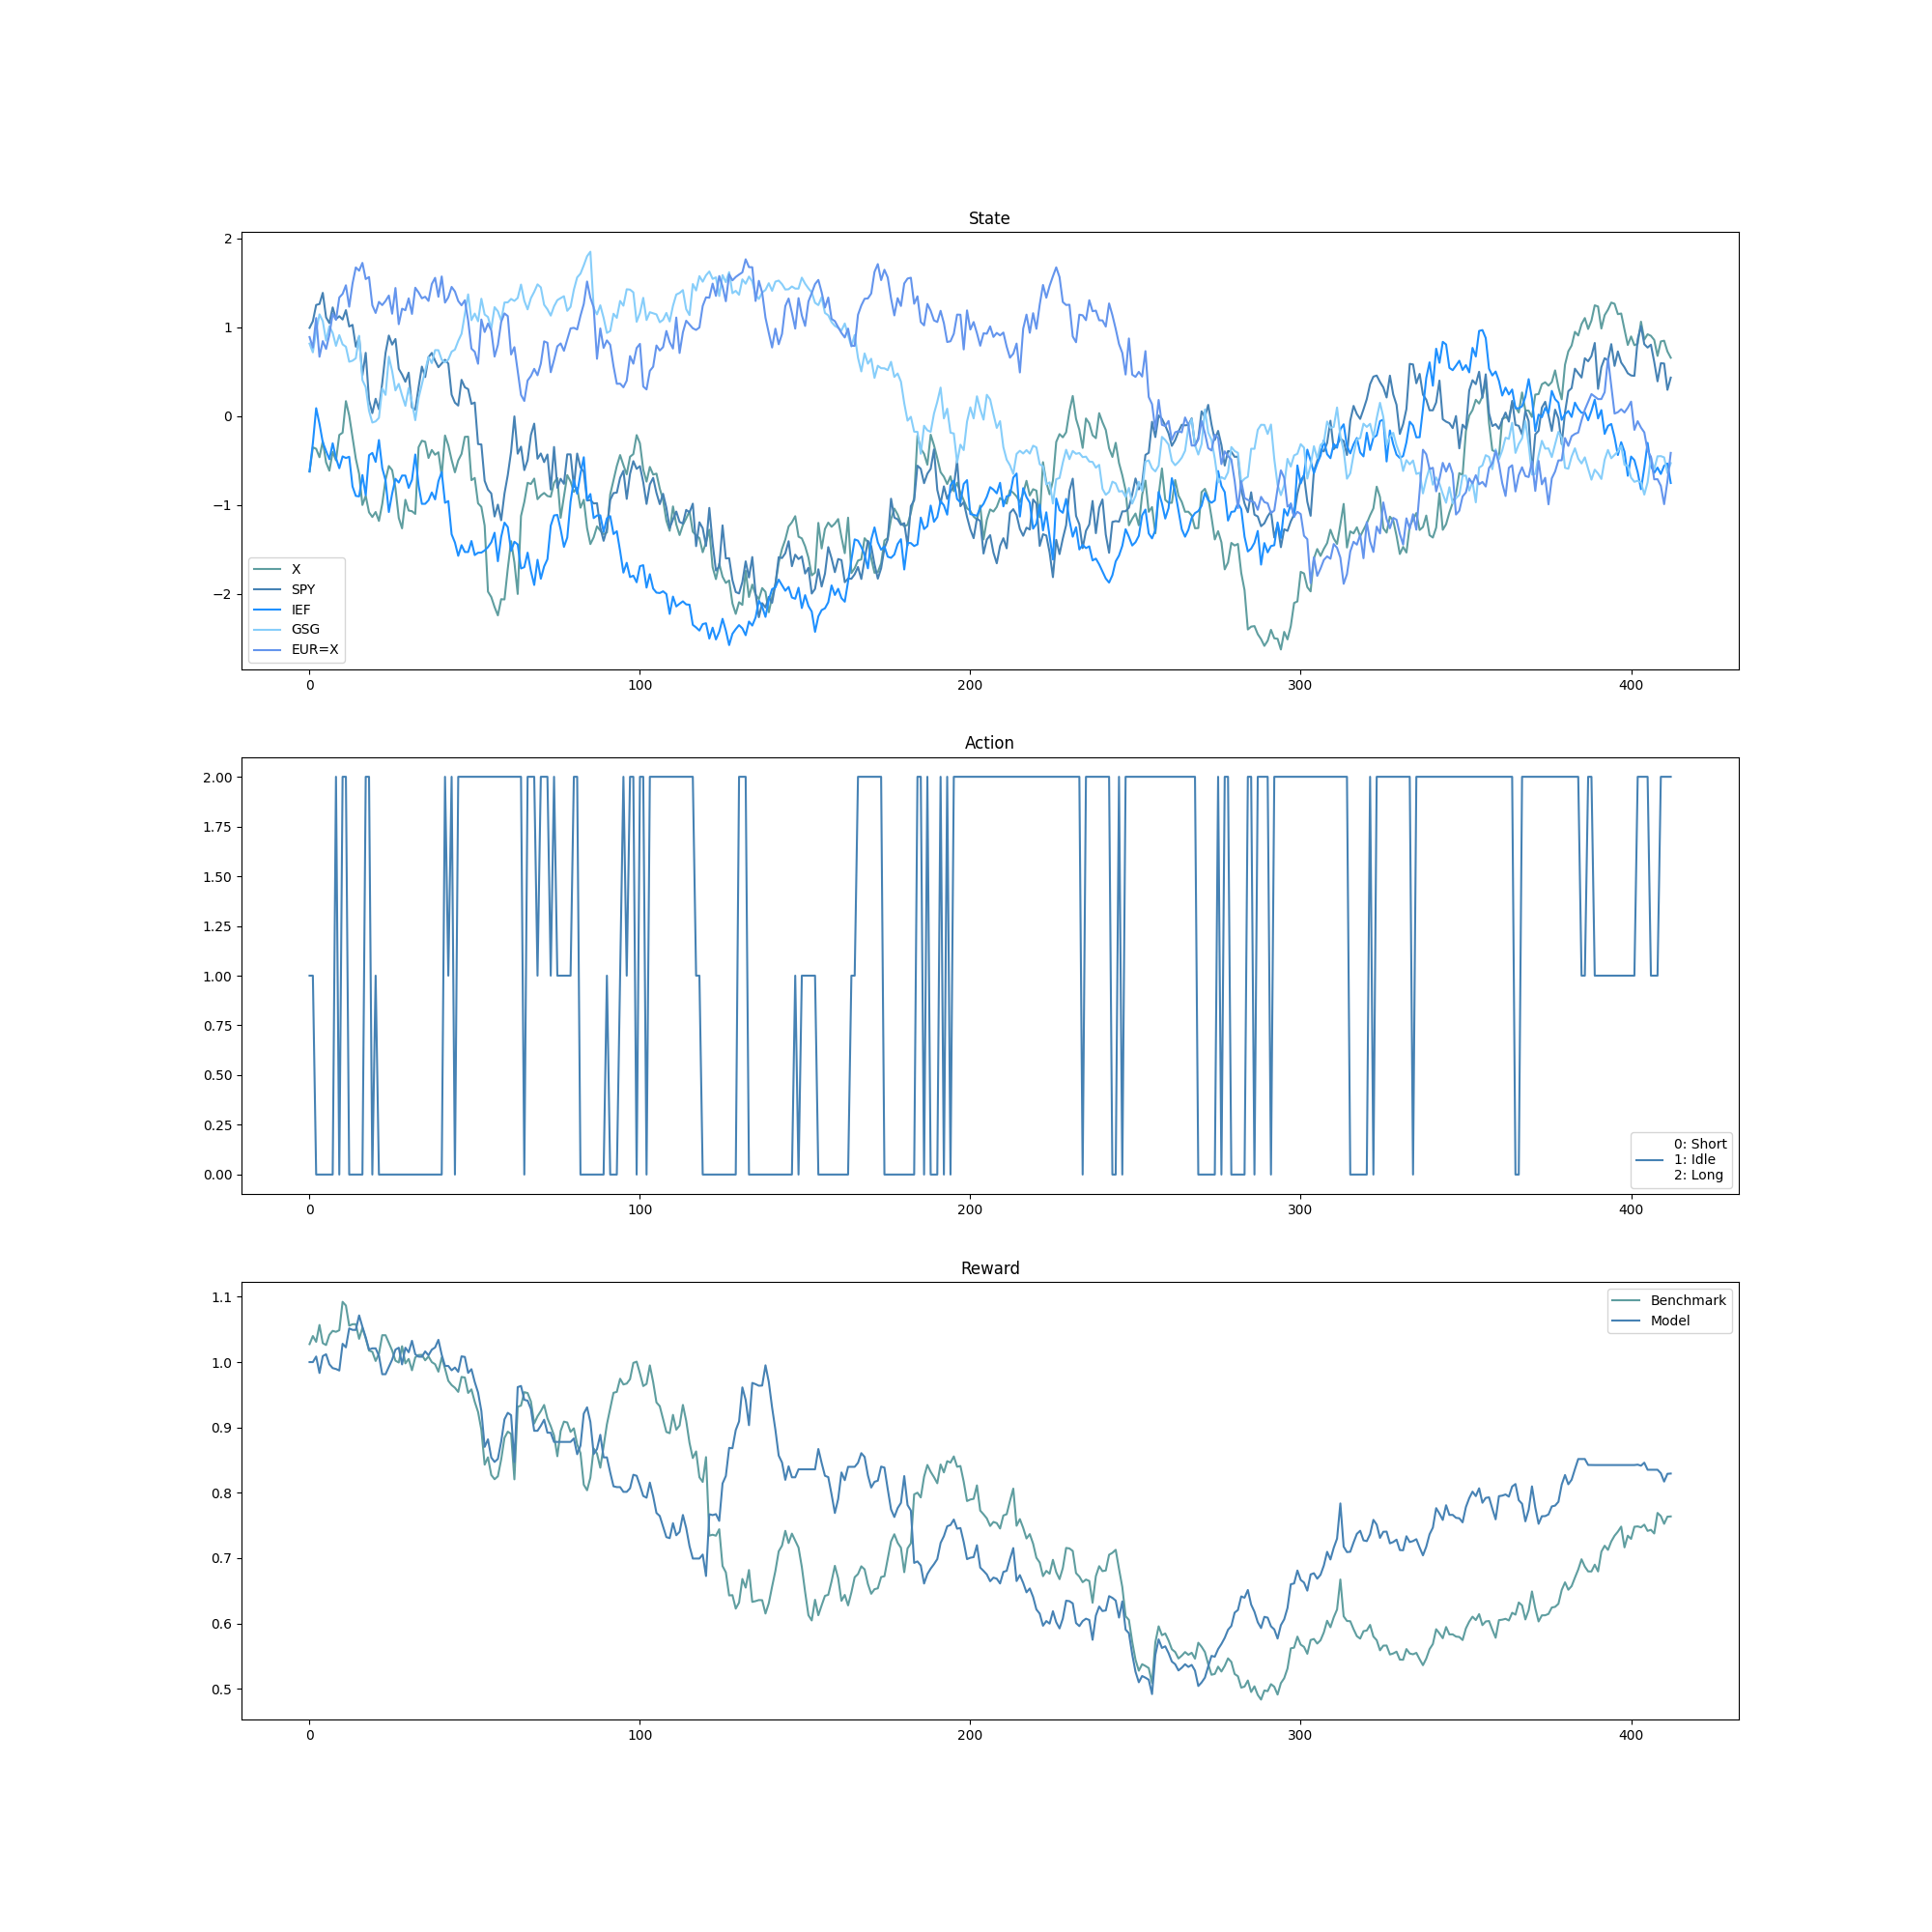 State
2
1
0
−1
−2
X
SPY
IEF
GSG
EUR=X
0 100 200 300 400
Action
2.00
1.75
1.50
1.25
1.00
0.75
0.50
0.25
0.00
0: Short
1: Idle
2: Long
0 100 200 300 400
Reward
1.1
1.0
0.9
0.8
0.7
0.6
0.5
Benchmark
Model
0 100 200 300 400